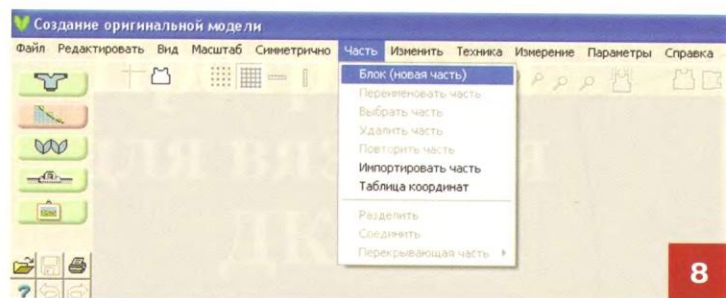 Создание оригинальной модели
Файл Редактировать Вид Масштаб Симметрично Часть Изменить Техника Измерение Параметры Справка
Блок (новая часть)
Переименовать часть
Выбрать часть
Удалить часть
Повторить часть
Импортировать часть
Таблица координат
Разделить
Соединить
Перекрывающая часть
8
?